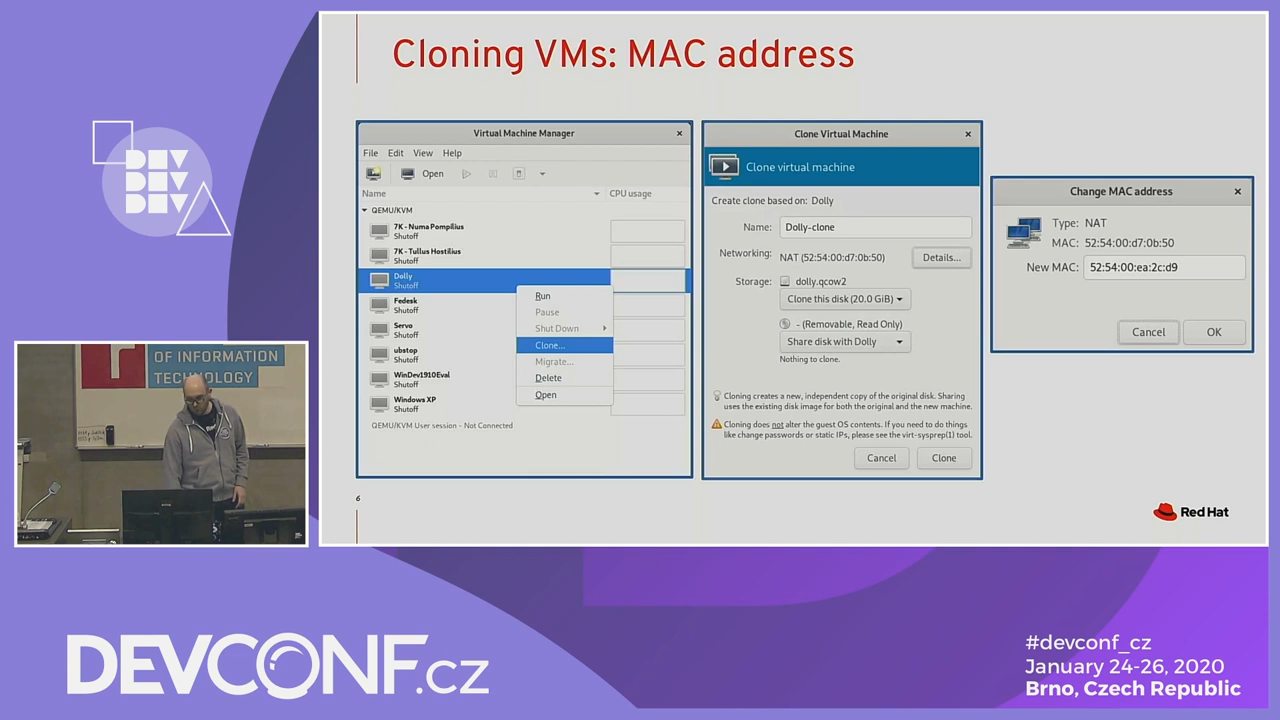 Cloning VMs: MAC address
Virtual Machine Manager
File Edit View Help
Open
Name CPU usage
QEMU/KVM
7K - Numa Pompilius
Shutoff
7K - Tullus Hostilius
Shutoff
Dolly
Shutoff
Fedesk
Shutoff
Servo
Shutoff
ubstop
Shutoff
WinDev1910Eval
Shutoff
Windows XP
Shutoff
QEMU/KVM User session - Not Connected
Run
Pause
Shut Down
Clone...
Migrate...
Delete
Open
Clone Virtual Machine
Clone virtual machine
Create clone based on: Dolly
Name: Dolly-clone
Networking: NAT (52:54:00:d7:0b:50) Details...
Storage: dolly.qcow2
Clone this disk (20.0 GiB)
- (Removable, Read Only)
Share disk with Dolly
Nothing to clone.
Cloning creates a new, independent copy of the original disk. Sharing
uses the existing disk image for both the original and the new machine.
Cloning does not alter the guest OS contents. If you need to do things
like change passwords or static IPs, please see the virt-sysprep(1) tool.
Cancel Clone
Change MAC address
Type: NAT
MAC: 52:54:00:d7:0b:50
New MAC: 52:54:00:ea:2c:d9
Cancel OK
6
Red Hat
DEV
DEV
DEV
OF INFORMATION
TECHNOLOGY
DEVCONF.cz
#devconf_cz
January 24-26, 2020
Brno, Czech Republic